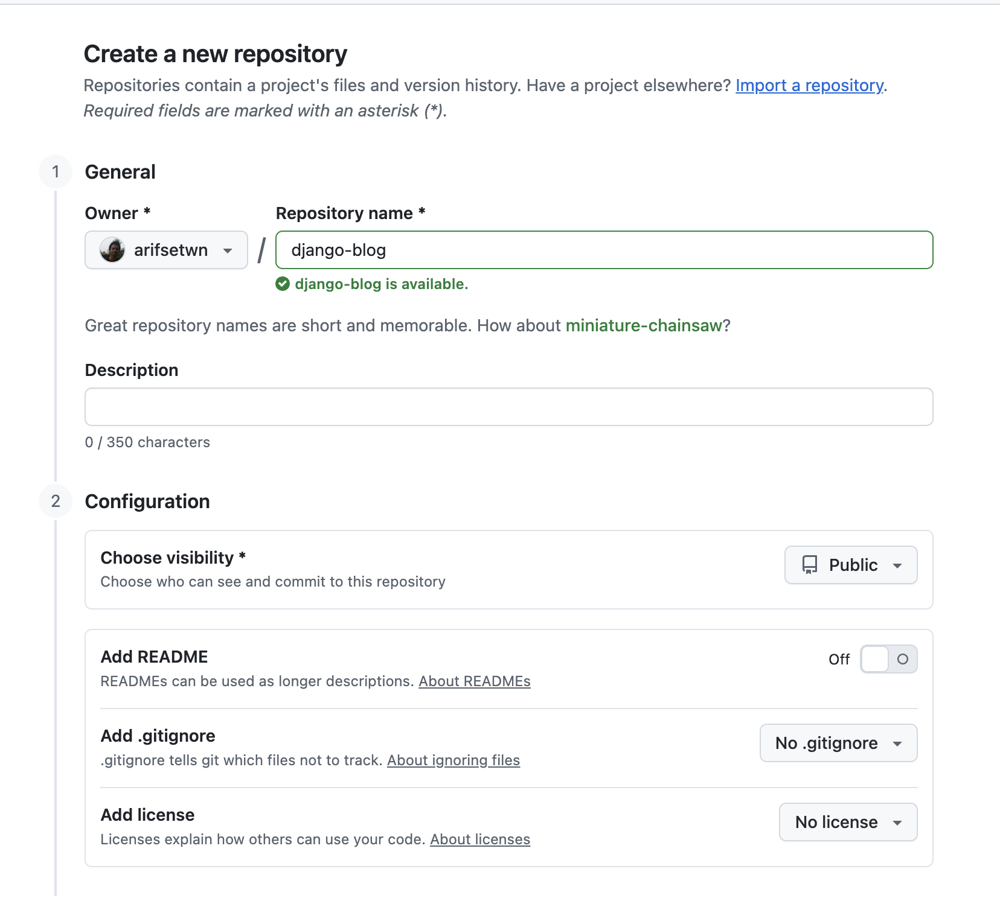 Create a new repository
Repositories contain a project's files and version history. Have a project elsewhere? Import a repository.
Required fields are marked with an asterisk (*).
1
General
Owner *
Repository name *
arifsetwn
/
django-blog
django-blog is available.
Great repository names are short and memorable. How about miniature-chainsaw?
Description
0 / 350 characters
2
Configuration
Choose visibility *
Choose who can see and commit to this repository
Public
Add README
READMEs can be used as longer descriptions. About READMEs
Off
Add .gitignore
.gitignore tells git which files not to track. About ignoring files
No .gitignore
Add license
Licenses explain how others can use your code. About licenses
No license